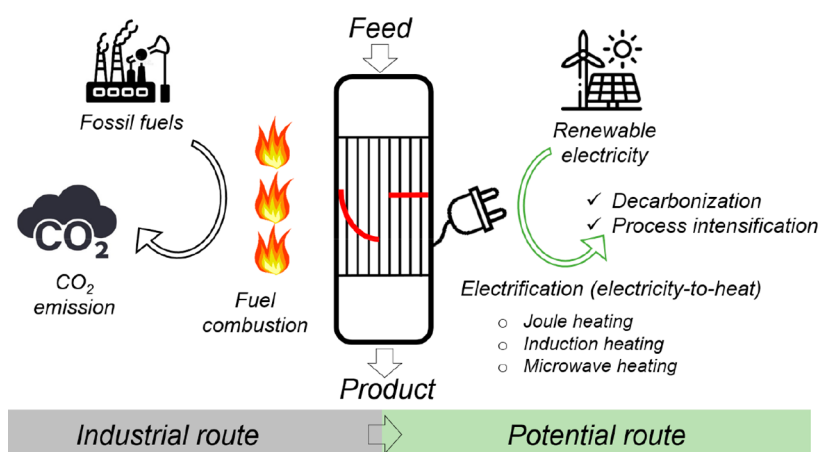 Feed
Fossil fuels
CO₂
CO₂
emission
Fuel
combustion
Renewable
electricity
✓ Decarbonization
✓ Process intensification
Electrification (electricity-to-heat)
○ Joule heating
○ Induction heating
○ Microwave heating
Product
Industrial route
Potential route